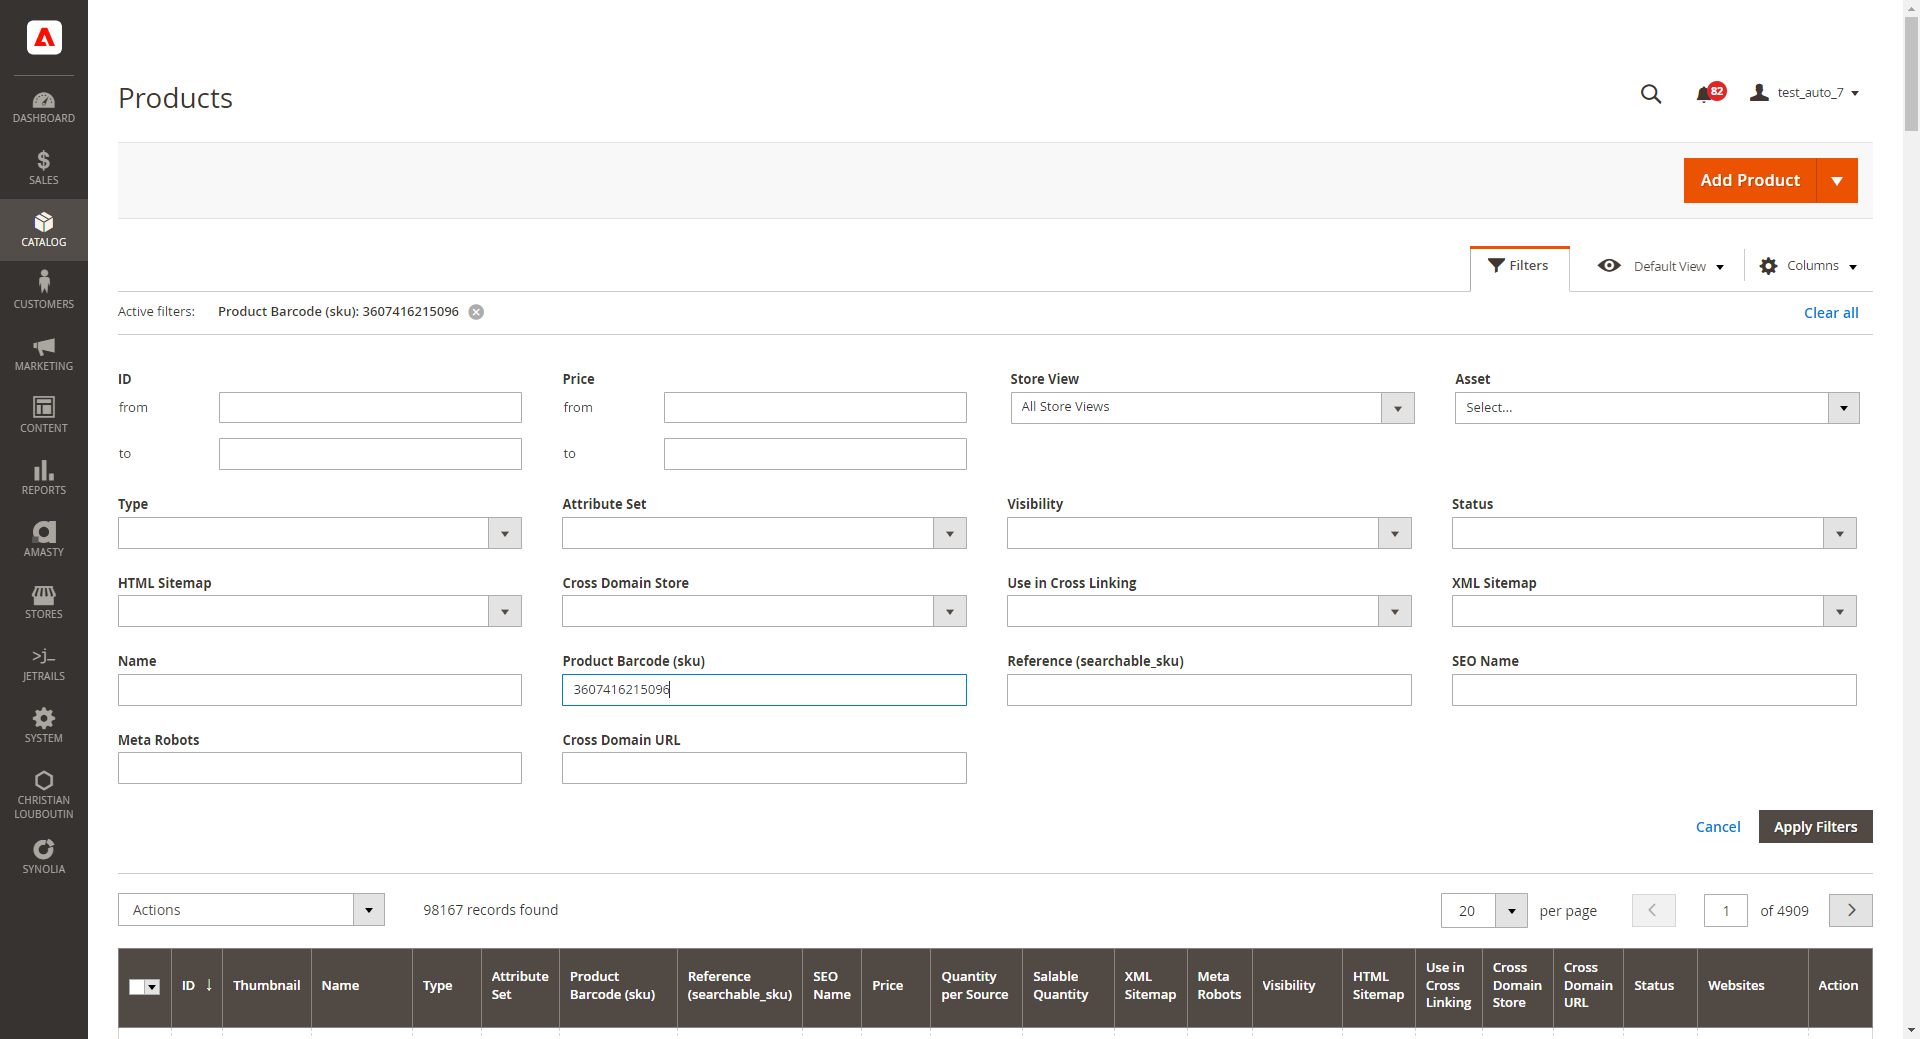 Products
82
test_auto_7
DASHBOARD
SALES
CATALOG
CUSTOMERS
MARKETING
CONTENT
REPORTS
AMASTY
STORES
>j_
JETRAILS
SYSTEM
CHRISTIAN
LOUBOUTIN
SYNOLIA
Add Product
Filters
Default View
Columns
Active filters:
Product Barcode (sku): 3607416215096
Clear all
ID
from
to
Price
from
to
Store View
All Store Views
Asset
Select...
Type
Attribute Set
Visibility
Status
HTML Sitemap
Cross Domain Store
Use in Cross Linking
XML Sitemap
Name
Product Barcode (sku)
3607416215096
Reference (searchable_sku)
SEO Name
Meta Robots
Cross Domain URL
Cancel
Apply Filters
Actions
98167 records found
20
per page
1
of 4909
ID
Thumbnail
Name
Type
Attribute
Set
Product
Barcode (sku)
Reference
(searchable_sku)
SEO
Name
Price
Quantity
per Source
Salable
Quantity
XML
Sitemap
Meta
Robots
Visibility
HTML
Sitemap
Use in
Cross
Linking
Cross
Domain
Store
Cross
Domain
URL
Status
Websites
Action